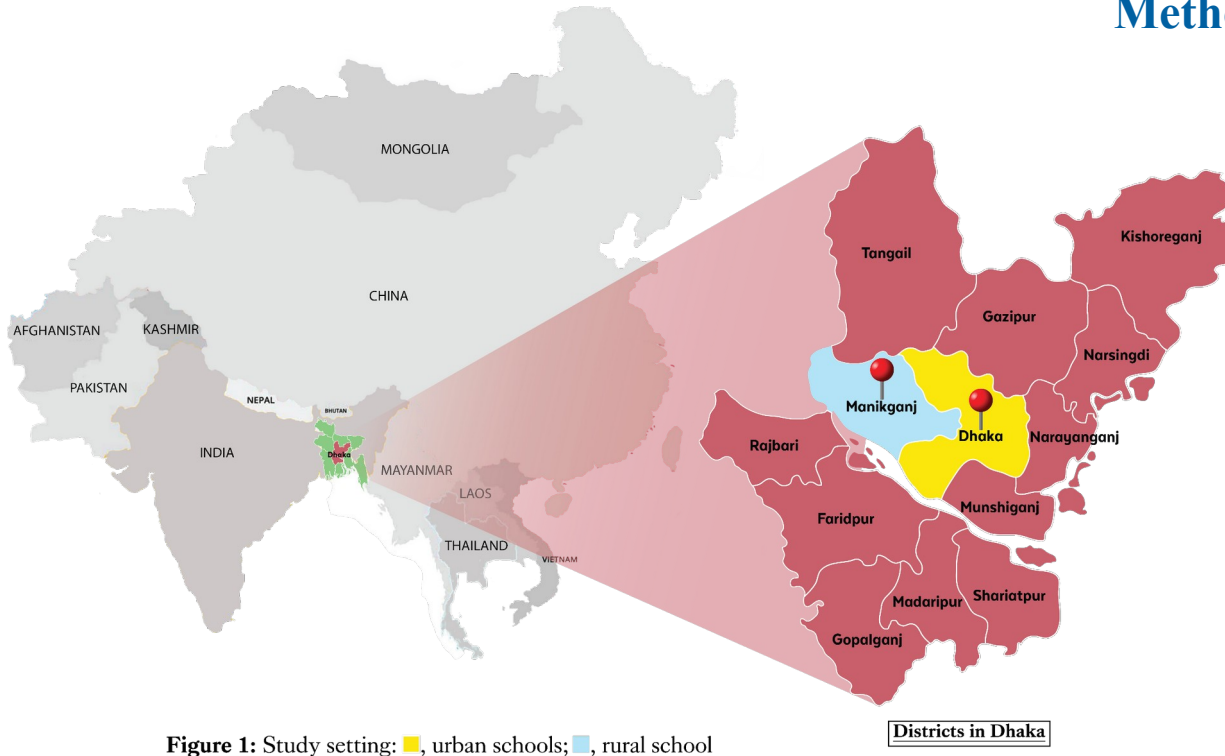 Meth
MONGOLIA
CHINA
AFGHANISTAN
KASHMIR
PAKISTAN
NEPAL
BHUTAN
INDIA
Dhaka
MAYANMAR
LAOS
THAILAND
VIETNAM
Tangail
Kishoreganj
Gazipur
Narsingdi
Manikganj
Dhaka
Narayanganj
Rajbari
Munshiganj
Faridpur
Madaripur
Shariatpur
Gopalganj
Districts in Dhaka
Figure 1: Study setting: , urban schools; , rural school